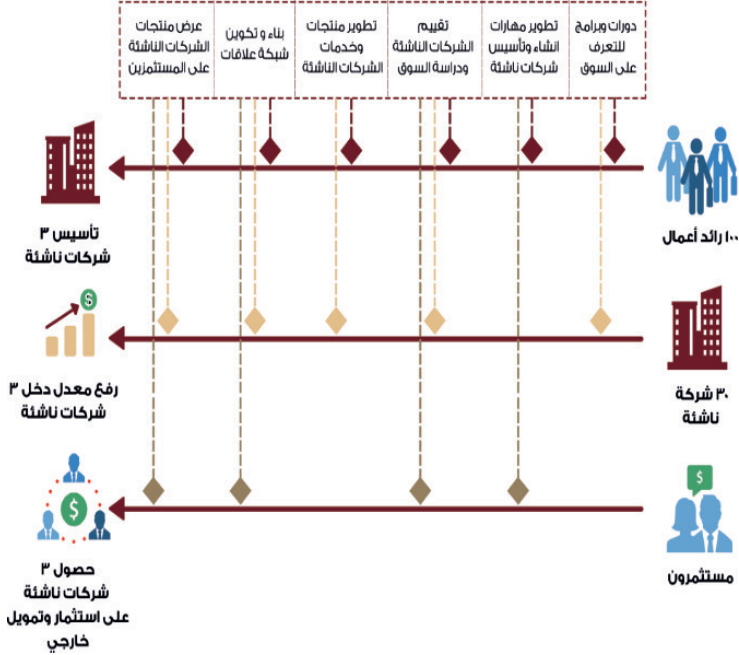 دورات وبرامج
للتعرف
على السوق
تطوير مهارات
انشاء وتأسيس
شركات ناشئة
تقييم
الشركات الناشئة
ودراسة السوق
تطوير منتجات
وخدمات
الشركات الناشئة
بناء و تكوين
شبكة علاقات
عرض منتجات
الشركات الناشئة
على المستثمزين
١٠٠ رائد أعمال
تأسيس ٣
شركات ناشئة
$
٣٠ شركة
ناشئة
رفع معدل دخل ٣
شركات ناشئة
$
مستثمرون
$
حصول ٣
شركات ناشئة
على استثمار وتمويل
خارجي